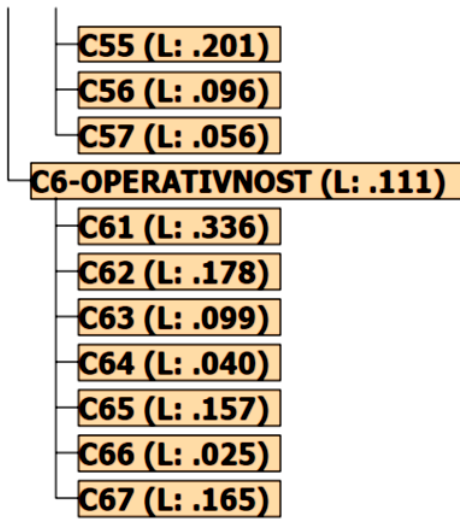 C55 (L: .201)
C56 (L: .096)
C57 (L: .056)
C6-OPERATIVNOST (L: .111)
C61 (L: .336)
C62 (L: .178)
C63 (L: .099)
C64 (L: .040)
C65 (L: .157)
C66 (L: .025)
C67 (L: .165)